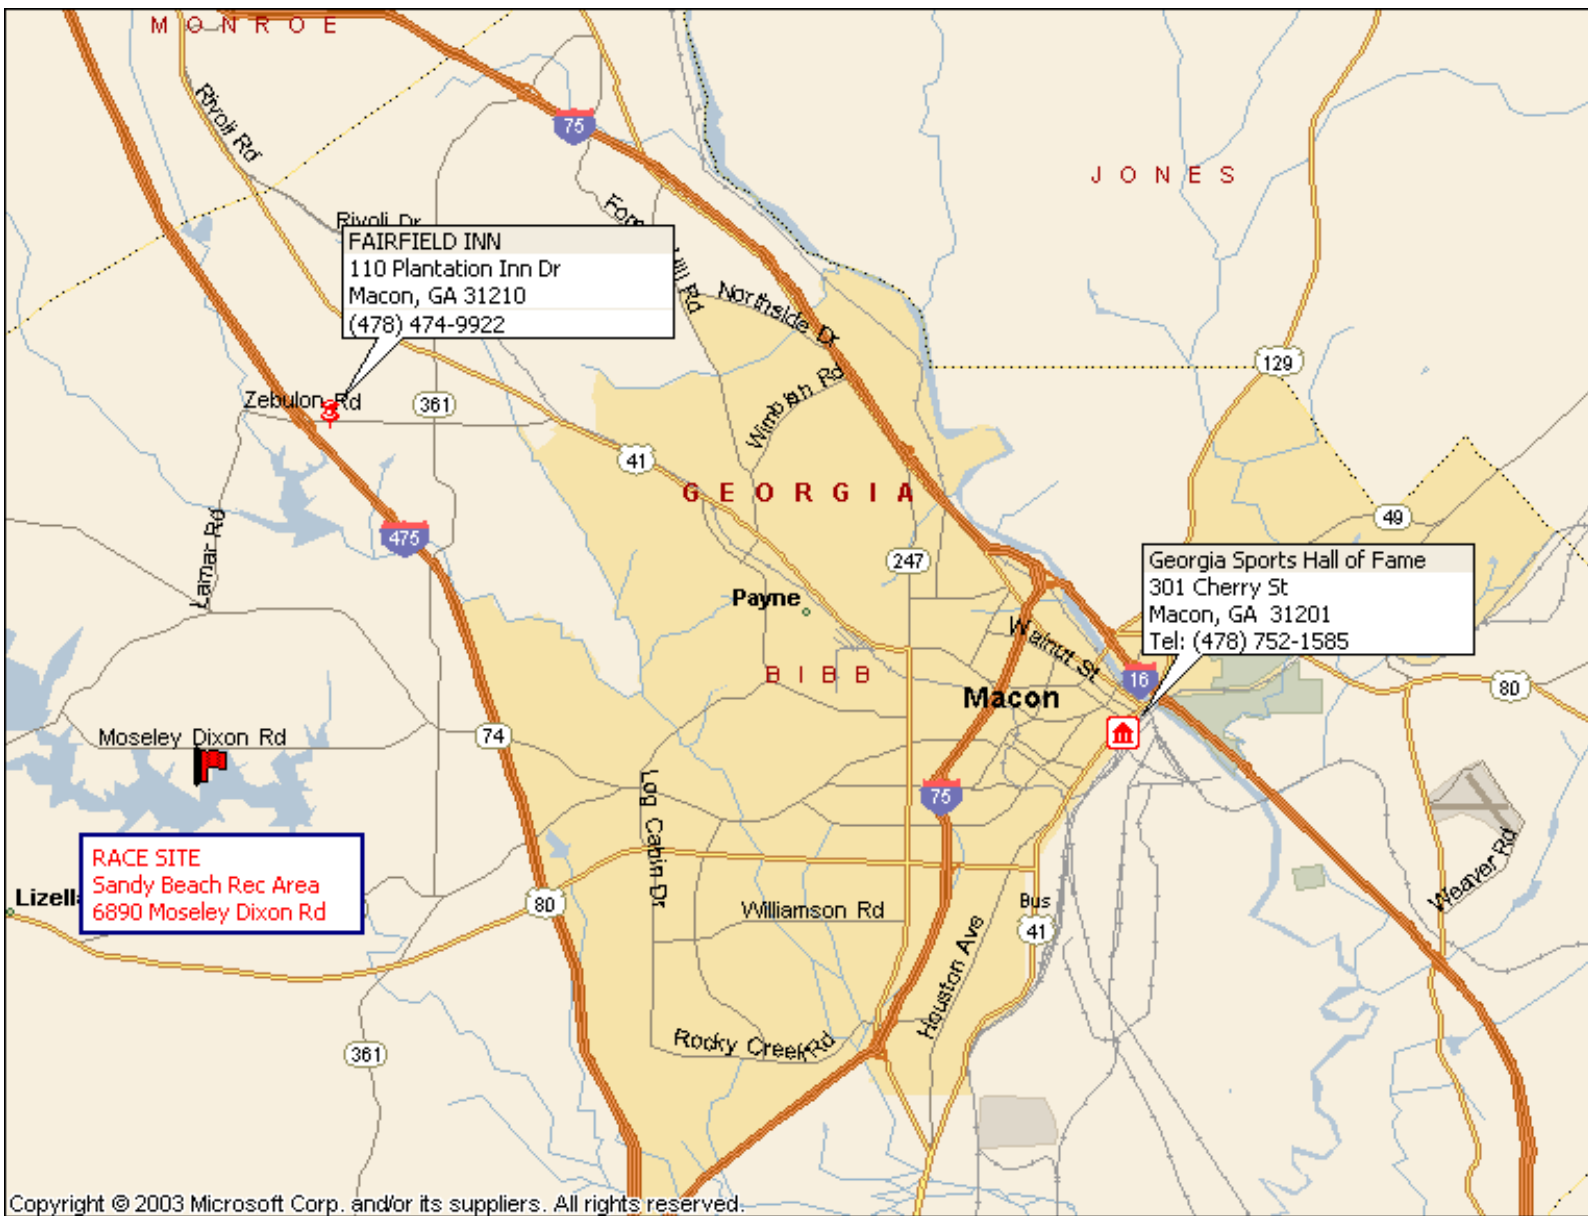 MONROE
75
Rivoli Rd
JONES
Rivoli Dr
FAIRFIELD INN
110 Plantation Inn Dr
Macon, GA 31210
(478) 474-9922
Northside Dr
129
Zebulon Rd
361
Wimbish Rd
41
GEORGIA
49
475
Lamar Rd
247
Georgia Sports Hall of Fame
301 Cherry St
Macon, GA 31201
Tel: (478) 752-1585
Payne
Walnut St
BIBB
16
80
Macon
Moseley Dixon Rd
74
Log Cabin Dr
75
RACE SITE
Sandy Beach Rec Area
6890 Moseley Dixon Rd
Weaver Rd
Lizella
80
Williamson Rd
Bus
41
Houston Ave
Rocky Creek Rd
361
Copyright © 2003 Microsoft Corp. and/or its suppliers. All rights reserved.